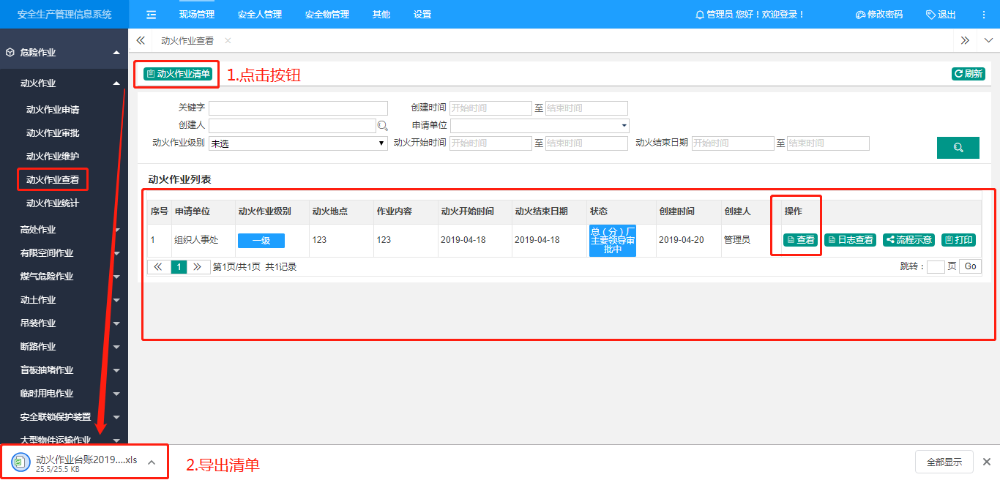 安全生产管理信息系统
现场管理 安全人管理 安全物管理 其他 设置
管理员 您好！欢迎登录！ 修改密码 退出
危险作业
动火作业查看
动火作业
动火作业清单 1.点击按钮 刷新
动火作业申请
动火作业审批
动火作业维护
动火作业查看
动火作业统计
高处作业
有限空间作业
煤气危险作业
动土作业
吊装作业
断路作业
盲板抽堵作业
临时用电作业
安全联锁保护装置
大型物件运输作业
关键字 创建时间 开始时间 至 结束时间
创建人 申请单位
动火作业级别 未选 动火开始时间 开始时间 至 结束时间 动火结束日期 开始时间 至 结束时间
动火作业列表
序号 申请单位 动火作业级别 动火地点 作业内容 动火开始时间 动火结束日期 状态 创建时间 创建人 操作
1 组织人事处 一级 123 123 2019-04-18 2019-04-18 总（分）厂主要领导审批中 2019-04-20 管理员 查看 日志查看 流程示意 打印
1 第1页/共1页 共1记录 跳转： 页 Go
动火作业台账2019....xls
25.5/25.5 KB
2.导出清单
全部显示